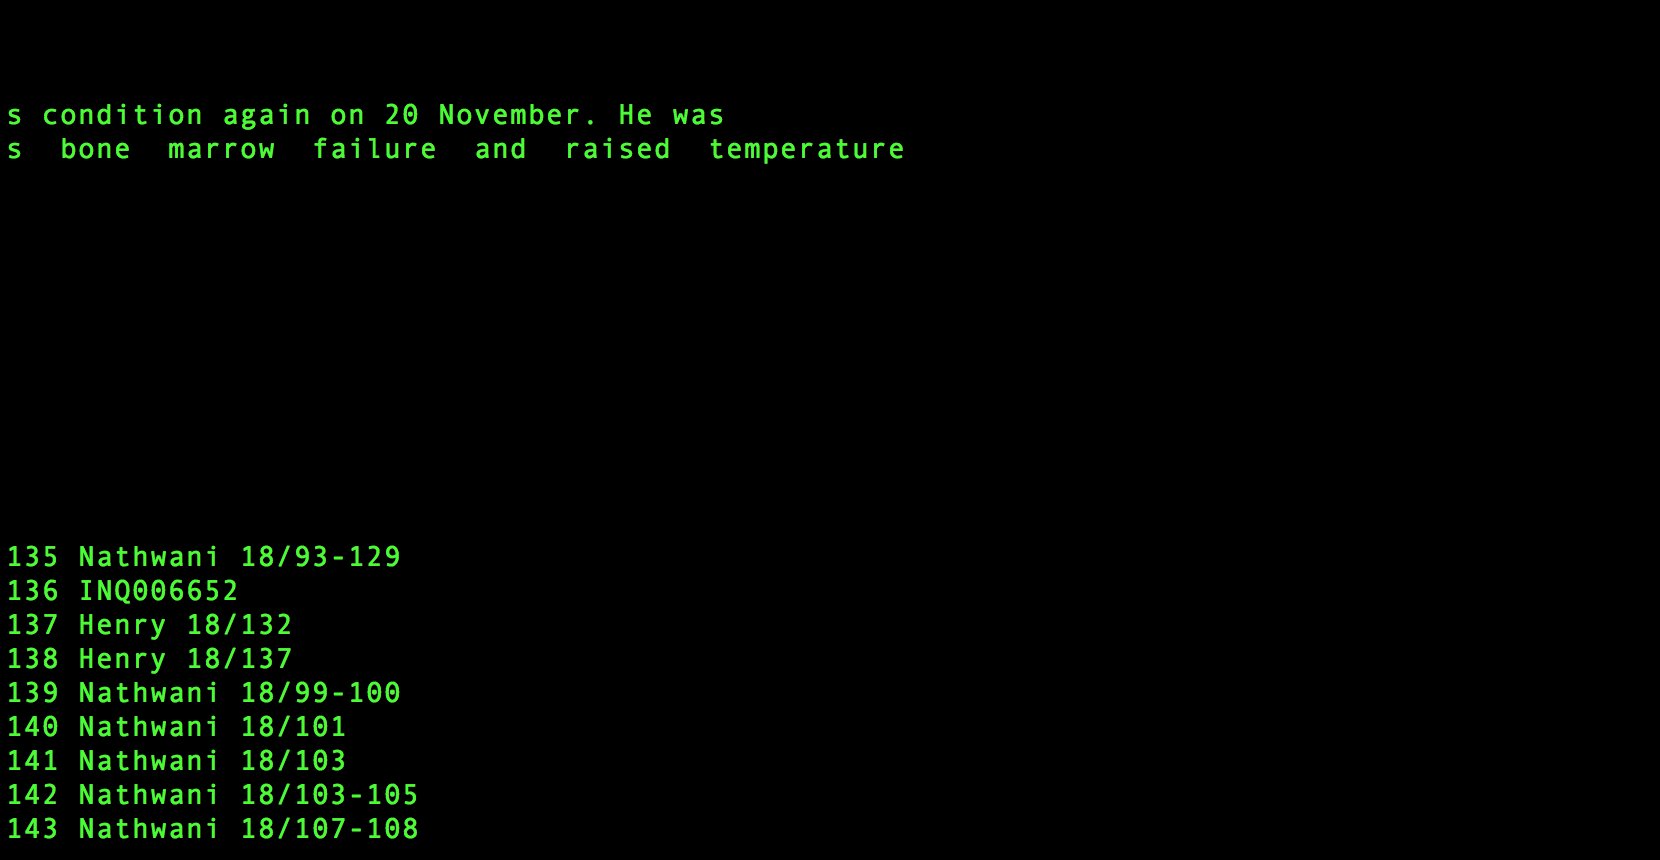 s condition again on 20 November. He was
s bone marrow failure and raised temperature
135 Nathwani 18/93-129
136 INQ006652
137 Henry 18/132
138 Henry 18/137
139 Nathwani 18/99-100
140 Nathwani 18/101
141 Nathwani 18/103
142 Nathwani 18/103-105
143 Nathwani 18/107-108